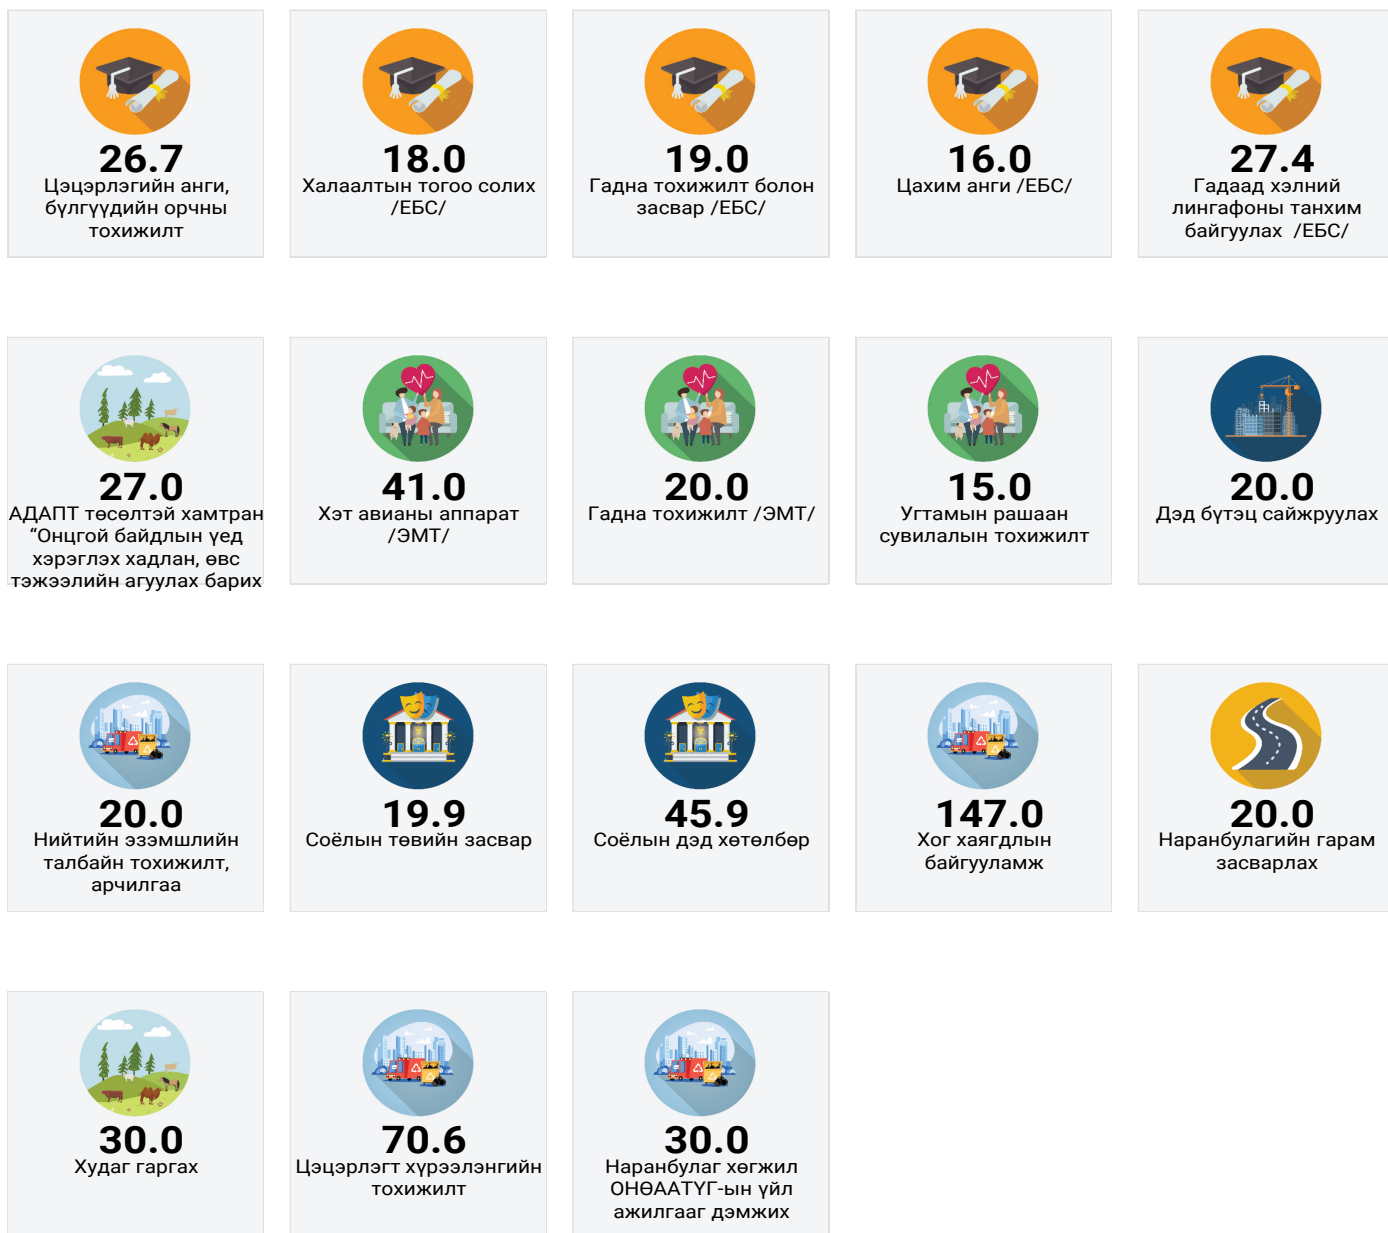 26.7
Цэцэрлэгийн анги,
бүлгүүдийн орчны
тохижилт
18.0
Халаалтын тогоо солих
/ЕБС/
19.0
Гадна тохижилт болон
засвар /ЕБС/
16.0
Цахим анги /ЕБС/
27.4
Гадаад хэлний
лингафоны танхим
байгуулах /ЕБС/
27.0
АДАПТ төсөлтэй хамтран
“Онцгой байдлын үед
хэрэглэх хадлан, өвс
тэжээлийн агуулах барих
41.0
Хэт авианы аппарат
/ЭМТ/
20.0
Гадна тохижилт /ЭМТ/
15.0
Угтамын рашаан
сувилалын тохижилт
20.0
Дэд бүтэц сайжруулах
20.0
Нийтийн эзэмшлийн
талбайн тохижилт,
арчилгаа
19.9
Соёлын төвийн засвар
45.9
Соёлын дэд хөтөлбөр
147.0
Хог хаягдлын
байгууламж
20.0
Наранбулагийн гарам
засварлах
30.0
Худаг гаргах
70.6
Цэцэрлэгт хүрээлэнгийн
тохижилт
30.0
Наранбулаг хөгжил
ОНӨААТҮГ-ын үйл
ажилгааг дэмжих